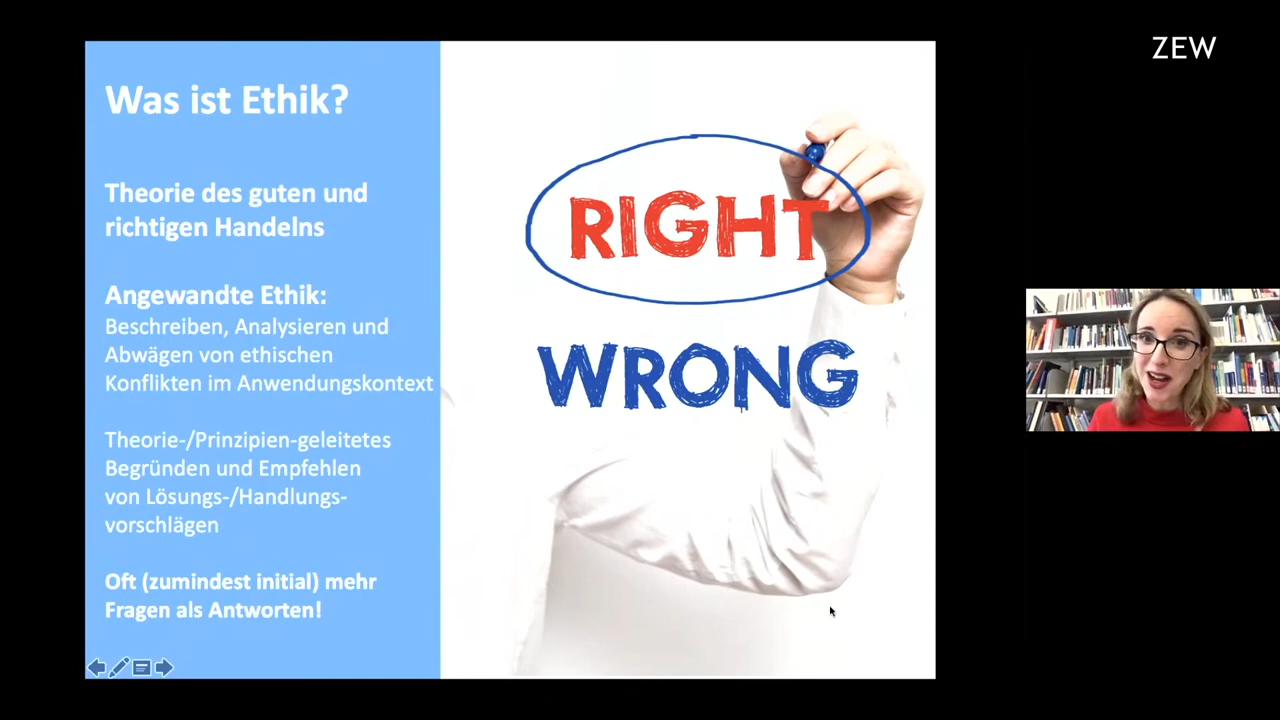 ZEW
Was ist Ethik?
Theorie des guten und
richtigen Handelns
Angewandte Ethik:
Beschreiben, Analysieren und
Abwägen von ethischen
Konflikten im Anwendungskontext
Theorie-/Prinzipien-geleitetes
Begründen und Empfehlen
von Lösungs-/Handlungs-
vorschlägen
Oft (zumindest initial) mehr
Fragen als Antworten!
RIGHT
WRONG